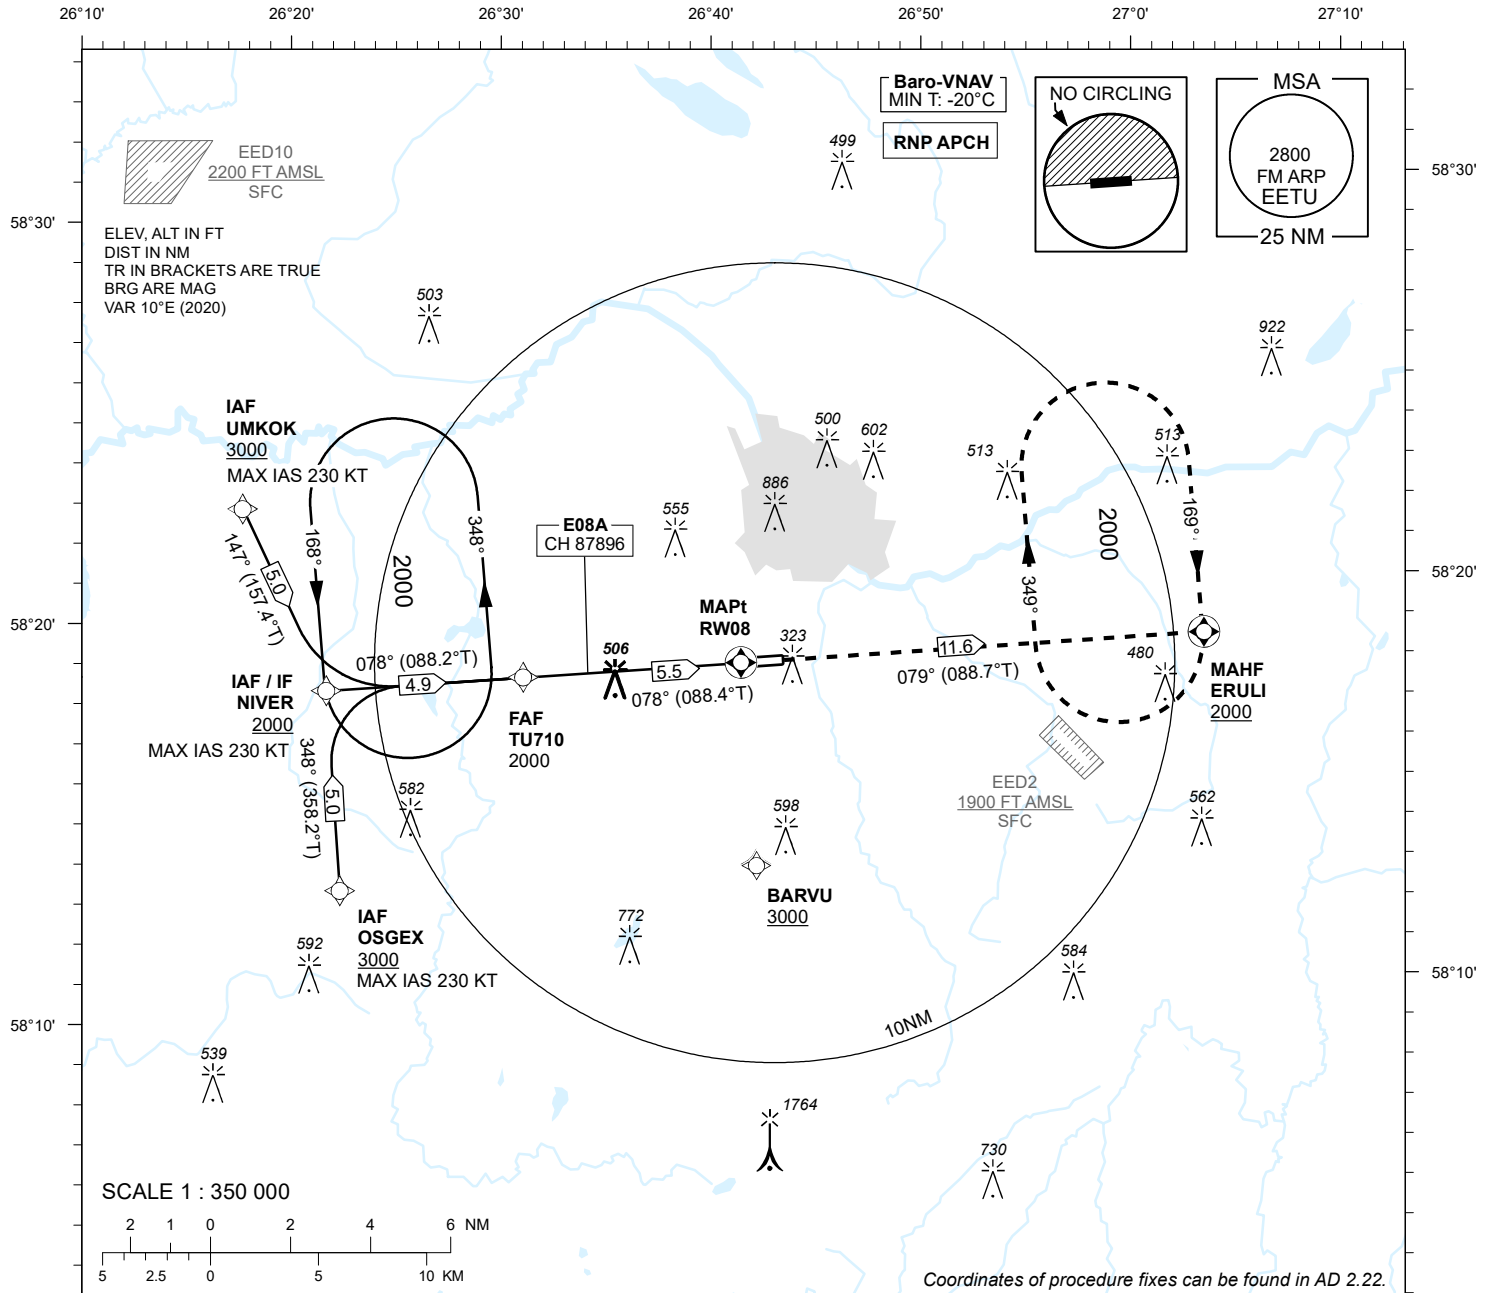 26°10'
26°20'
26°30'
26°40'
26°50'
27°0'
27°10'
Baro-VNAV
MIN T: -20°C
RNP APCH
NO CIRCLING
MSA
2800
FM ARP
EETU
25 NM
EED10
2200 FT AMSL
SFC
499
58°30'
58°30'
ELEV, ALT IN FT
DIST IN NM
TR IN BRACKETS ARE TRUE
BRG ARE MAG
VAR 10°E (2020)
503
922
IAF
UMKOK
3000
MAX IAS 230 KT
500
602
513
513
886
555
E08A
CH 87896
168°
348°
2000
2000
169°
349°
147° (157.4°T)
5.0
58°20'
58°20'
MAPt
RW08
323
506
078° (088.2°T)
4.9
5.5
078° (088.4°T)
11.6
079° (088.7°T)
480
IAF / IF
NIVER
2000
MAX IAS 230 KT
FAF
TU710
2000
MAHF
ERULI
2000
348° (358.2°T)
5.0
582
598
EED2
1900 FT AMSL
SFC
562
BARVU
3000
IAF
OSGEX
3000
MAX IAS 230 KT
592
772
584
58°10'
58°10'
10NM
539
1764
730
SCALE 1 : 350 000
2 1 0 2 4 6 NM
5 2.5 0 5 10 KM
Coordinates of procedure fixes can be found in AD 2.22.